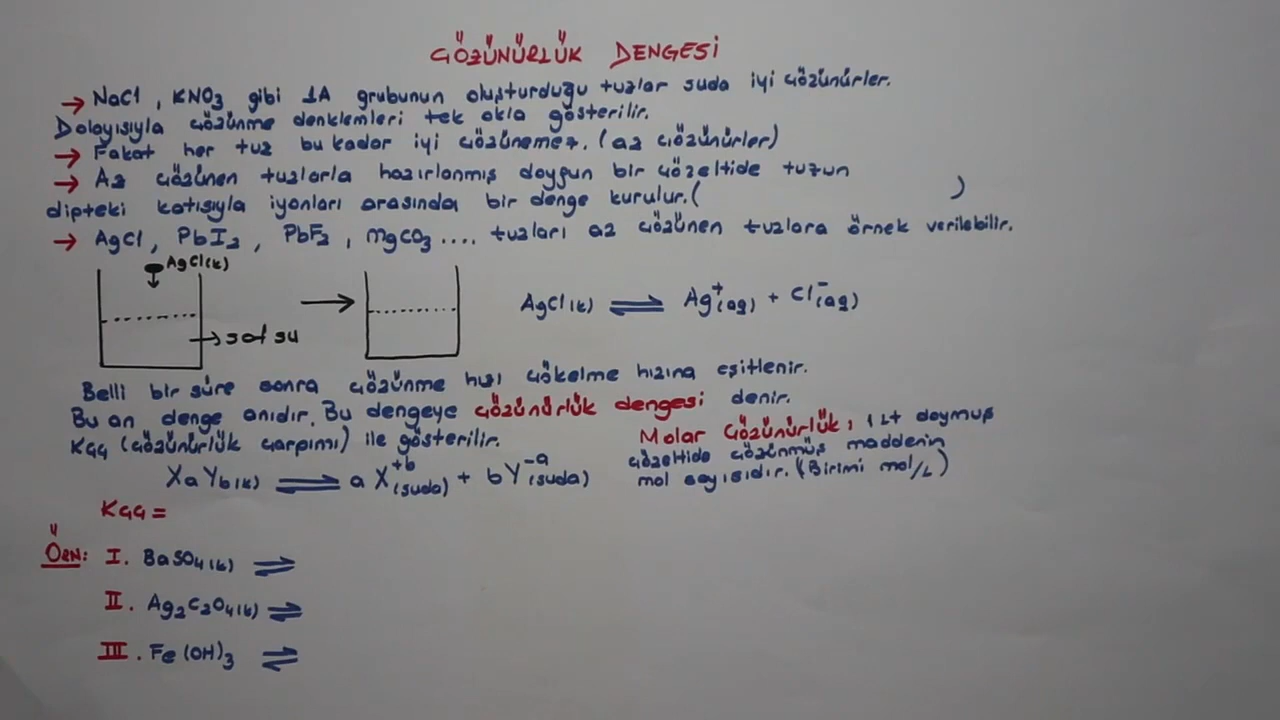 ÇÖZÜNÜRLÜK DENGESİ
→ NaCl, KNO3 gibi 1A grubunun oluşturduğu tuzlar suda iyi çözünürler.
Dolayısıyla çözünme denklemleri tek okla gösterilir.
→ Fakat her tuz bu kadar iyi çözünemez. (az çözünürler)
→ Az çözünen tuzlarla hazırlanmış doygun bir çözeltide tuzun
dipteki katısıyla iyonları arasında bir denge kurulur. ( )
→ AgCl, PbI2, PbF2, MgCO3 .... tuzları az çözünen tuzlara örnek verilebilir.
AgCl(k)
→ saf su
AgCl(k) ⇌ Ag+(aq) + Cl-(aq)
Belli bir süre sonra çözünme hızı çökelme hızına eşitlenir.
Bu an denge anıdır. Bu dengeye çözünürlük dengesi denir.
KÇÇ (çözünürlük çarpımı) ile gösterilir.
Molar Çözünürlük; 1 Lt doymuş
çözeltide çözünmüş maddenin
mol sayısıdır. (Birimi mol/L)
XaYb(k) ⇌ a X+b(suda) + bY-a(suda)
KÇÇ =
ÖRN: I. BaSO4(k) ⇌
II. Ag2C2O4(k) ⇌
III. Fe(OH)3 ⇌